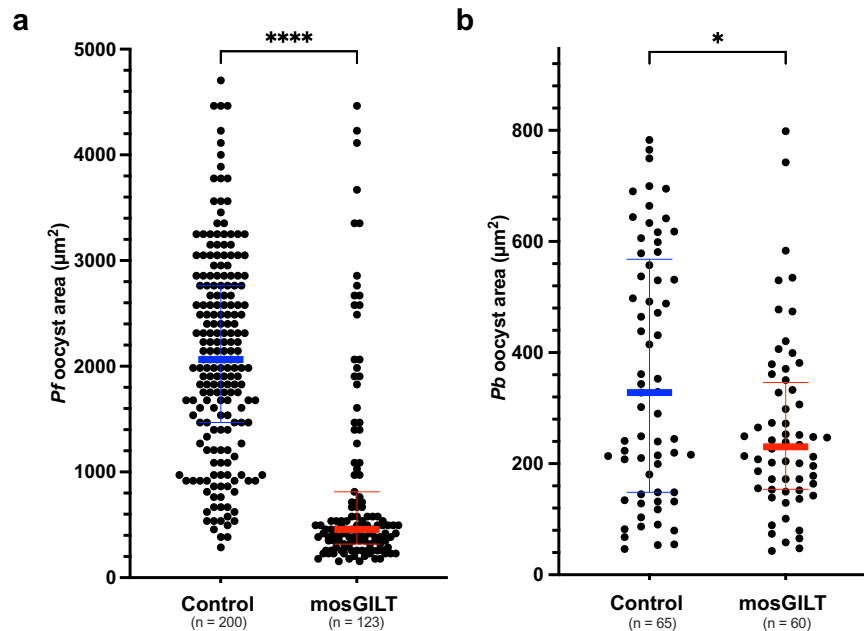 a
****
5000
4000
3000
2000
1000
0
Pf oocyst area (µm²)
Control
(n = 200)
mosGILT
(n = 123)
b
*
800
600
400
200
0
Pb oocyst area (µm²)
Control
(n = 65)
mosGILT
(n = 60)